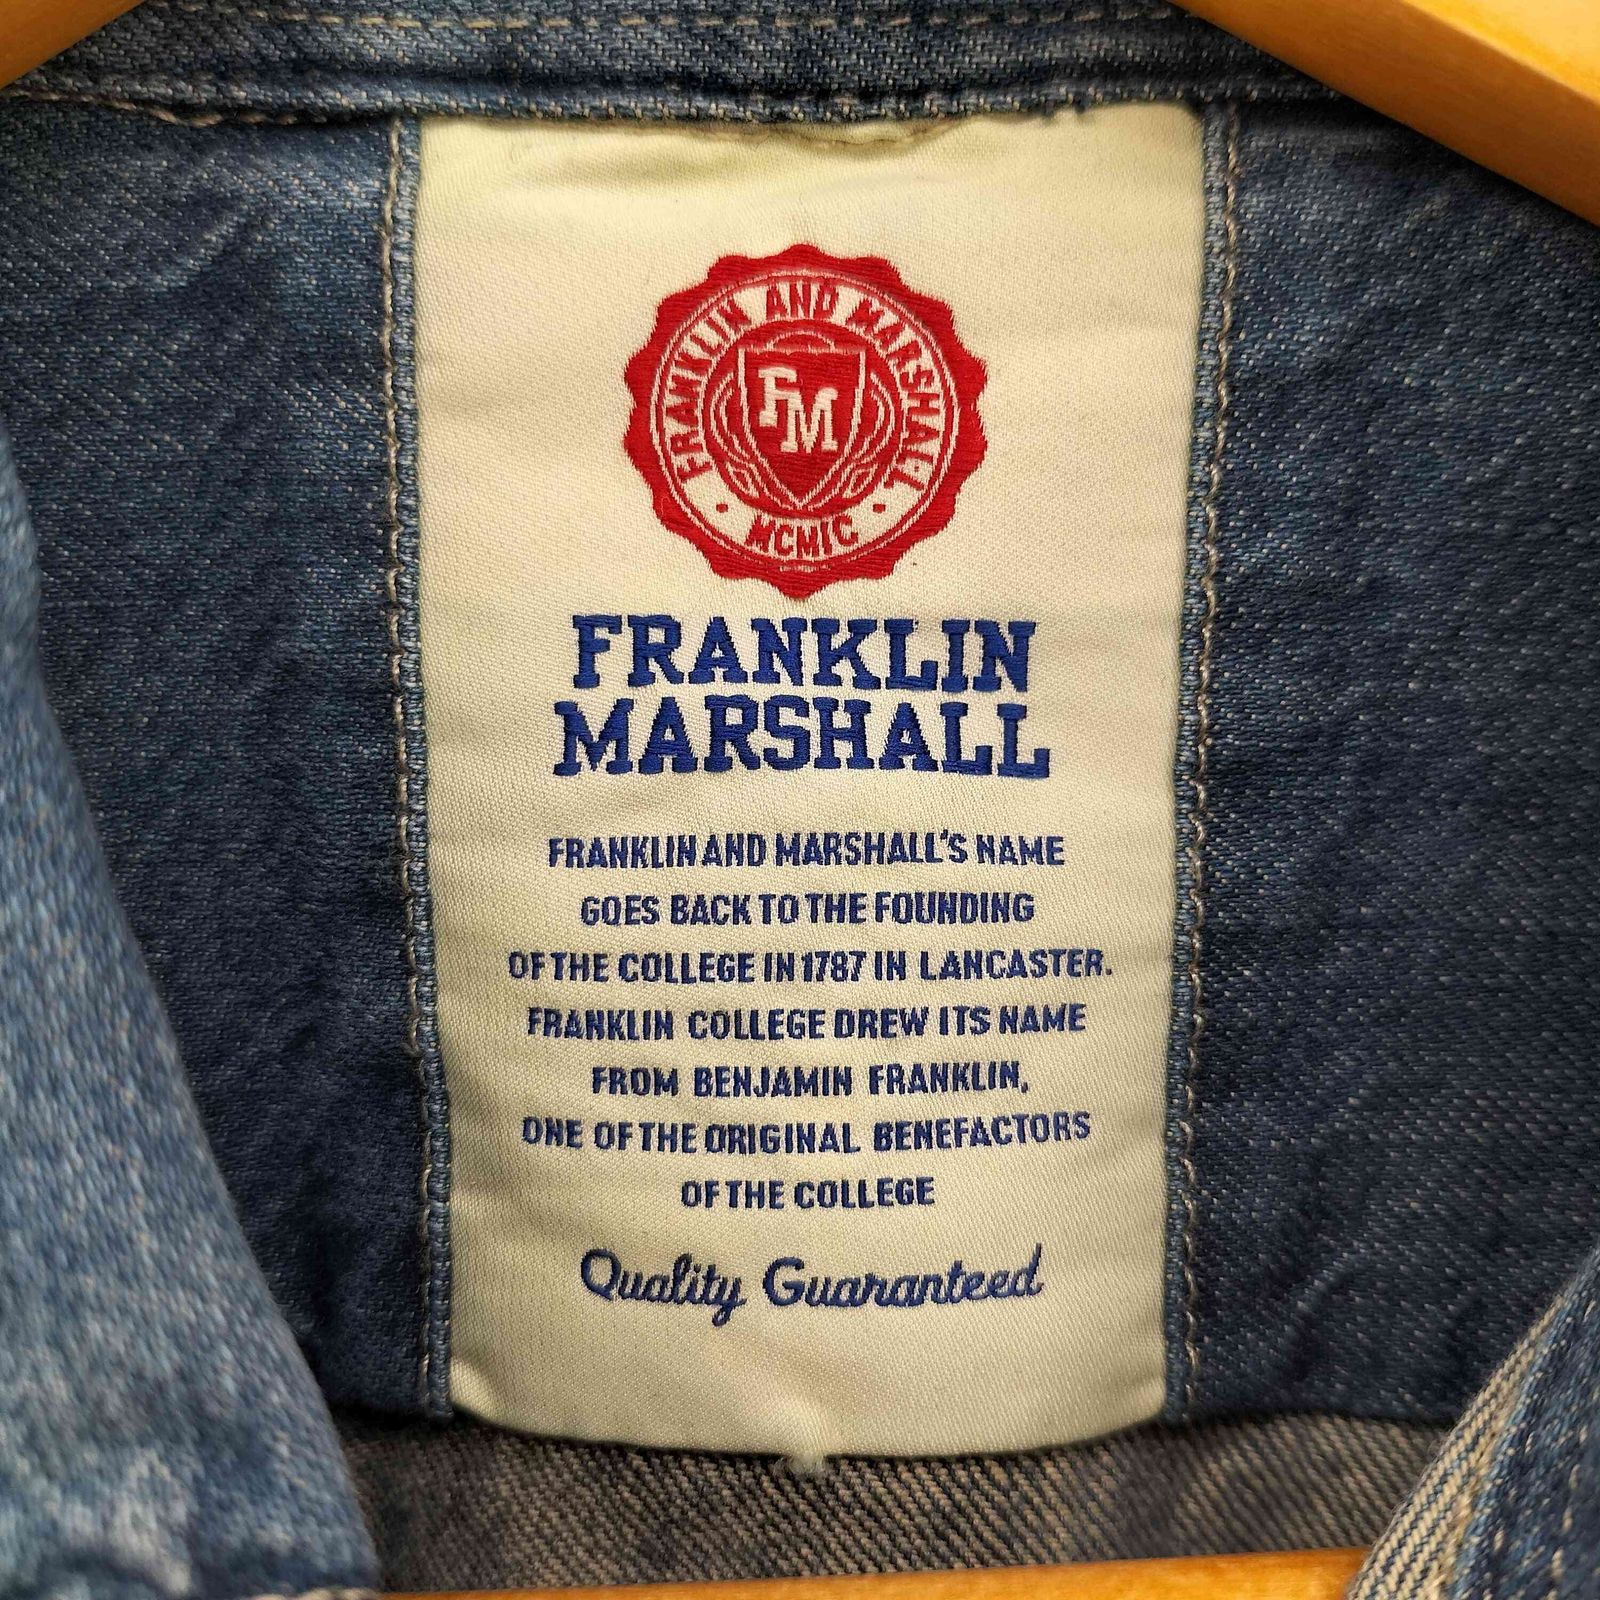 FRANKLIN AND MARSHALL
FM
MCMIC
FRANKLIN
MARSHALL
FRANKLIN AND MARSHALL'S NAME
GOES BACK TO THE FOUNDING
OF THE COLLEGE IN 1787 IN LANCASTER.
FRANKLIN COLLEGE DREW ITS NAME
FROM BENJAMIN FRANKLIN,
ONE OF THE ORIGINAL BENEFACTORS
OF THE COLLEGE
Quality Guaranteed